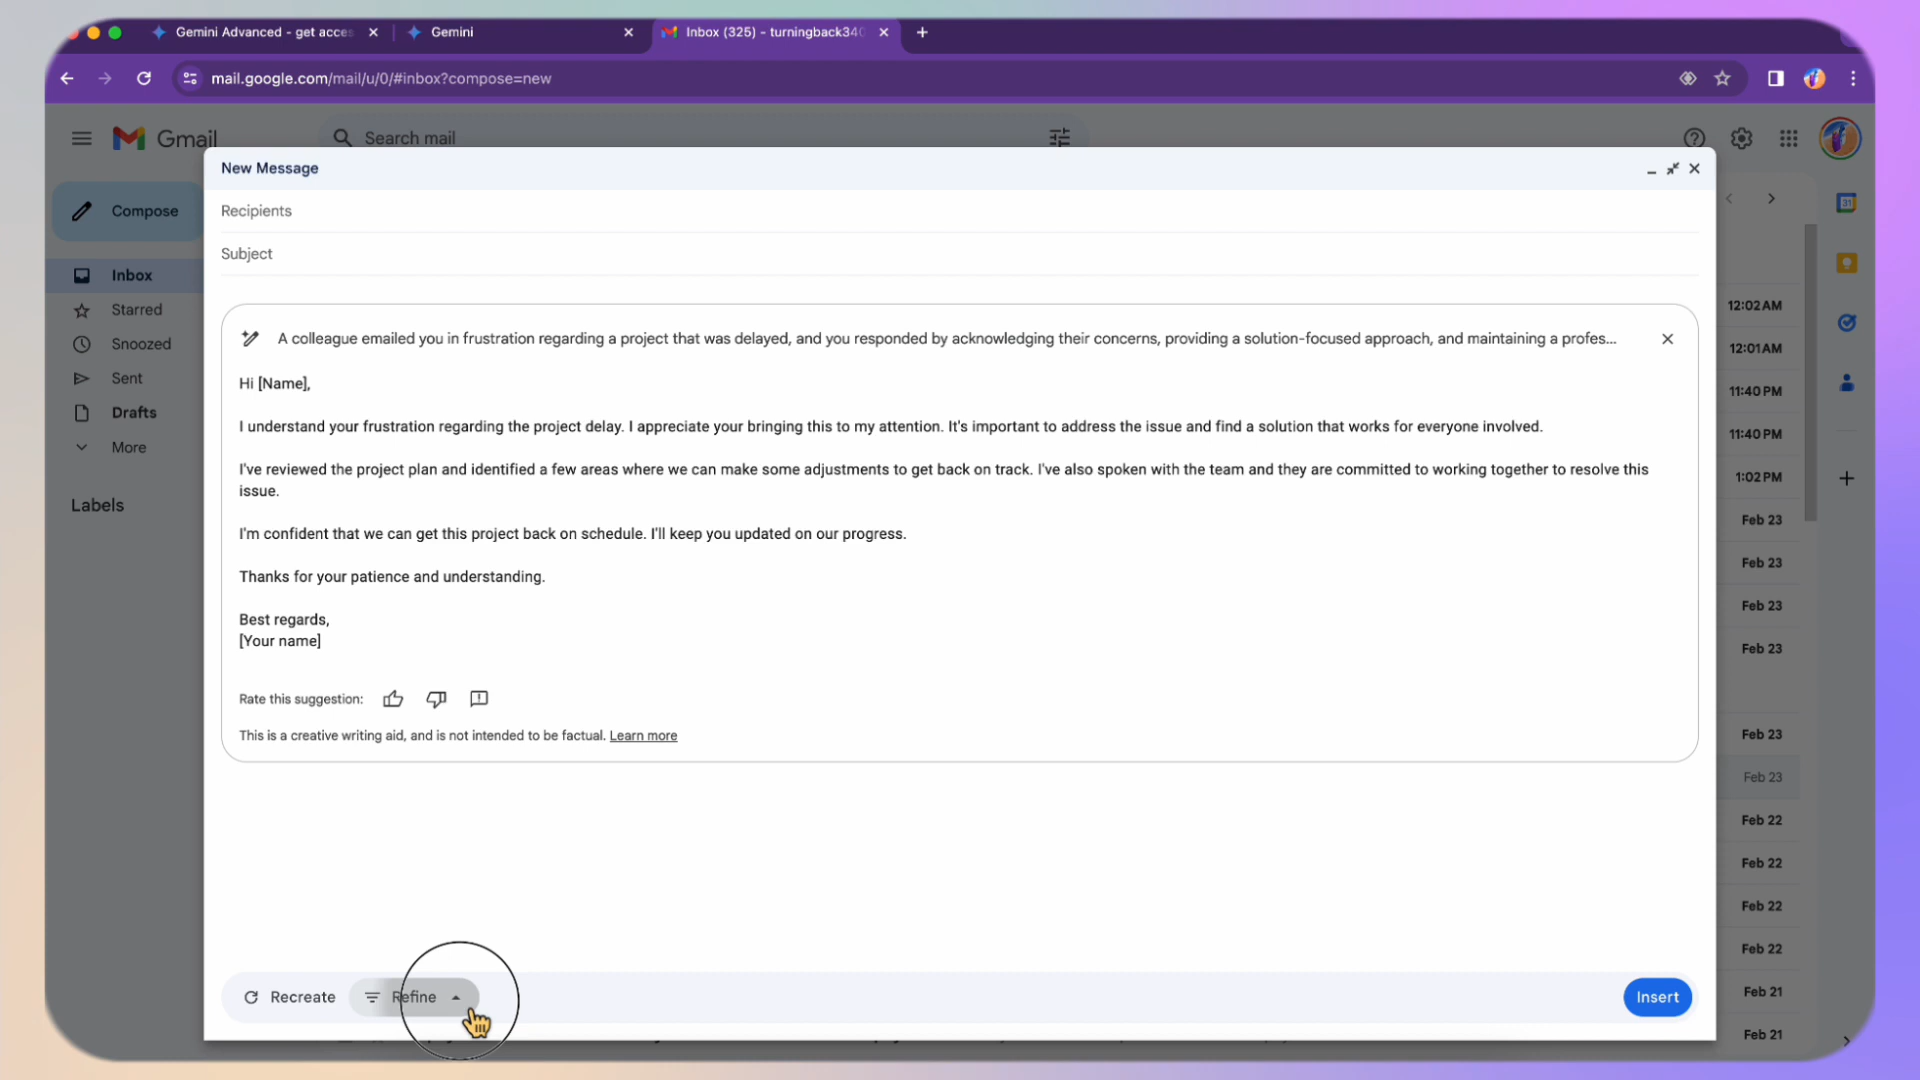 Gemini Advanced - get acces
Gemini
Inbox (325) - turningback340
mail.google.com/mail/u/0/#inbox?compose=new
Gmail
Search mail
New Message
Compose
Recipients
Subject
Inbox
Starred
Snoozed
Sent
Drafts
More
Labels
A colleague emailed you in frustration regarding a project that was delayed, and you responded by acknowledging their concerns, providing a solution-focused approach, and maintaining a profes...
Hi [Name],
I understand your frustration regarding the project delay. I appreciate your bringing this to my attention. It's important to address the issue and find a solution that works for everyone involved.
I've reviewed the project plan and identified a few areas where we can make some adjustments to get back on track. I've also spoken with the team and they are committed to working together to resolve this
issue.
I'm confident that we can get this project back on schedule. I'll keep you updated on our progress.
Thanks for your patience and understanding.
Best regards,
[Your name]
Rate this suggestion:
This is a creative writing aid, and is not intended to be factual. Learn more
Recreate
Refine
Insert
12:02 AM
12:01 AM
11:40 PM
11:40 PM
1:02 PM
Feb 23
Feb 23
Feb 23
Feb 23
Feb 23
Feb 23
Feb 22
Feb 22
Feb 22
Feb 22
Feb 21
Feb 21
31